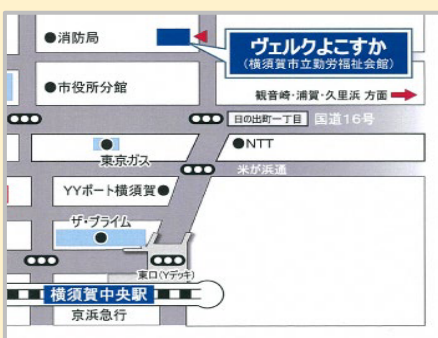 ●消防局
ヴェルクよこすか
(横須賀市立勤労福祉会館)
●市役所分館
観音崎・浦賀・久里浜 方面
日の出町一丁目 国道16号
●NTT
東京ガス
米が浜通
YYポート横須賀●
ザ・プライム
東口(Yデッキ)
横須賀中央駅
京浜急行